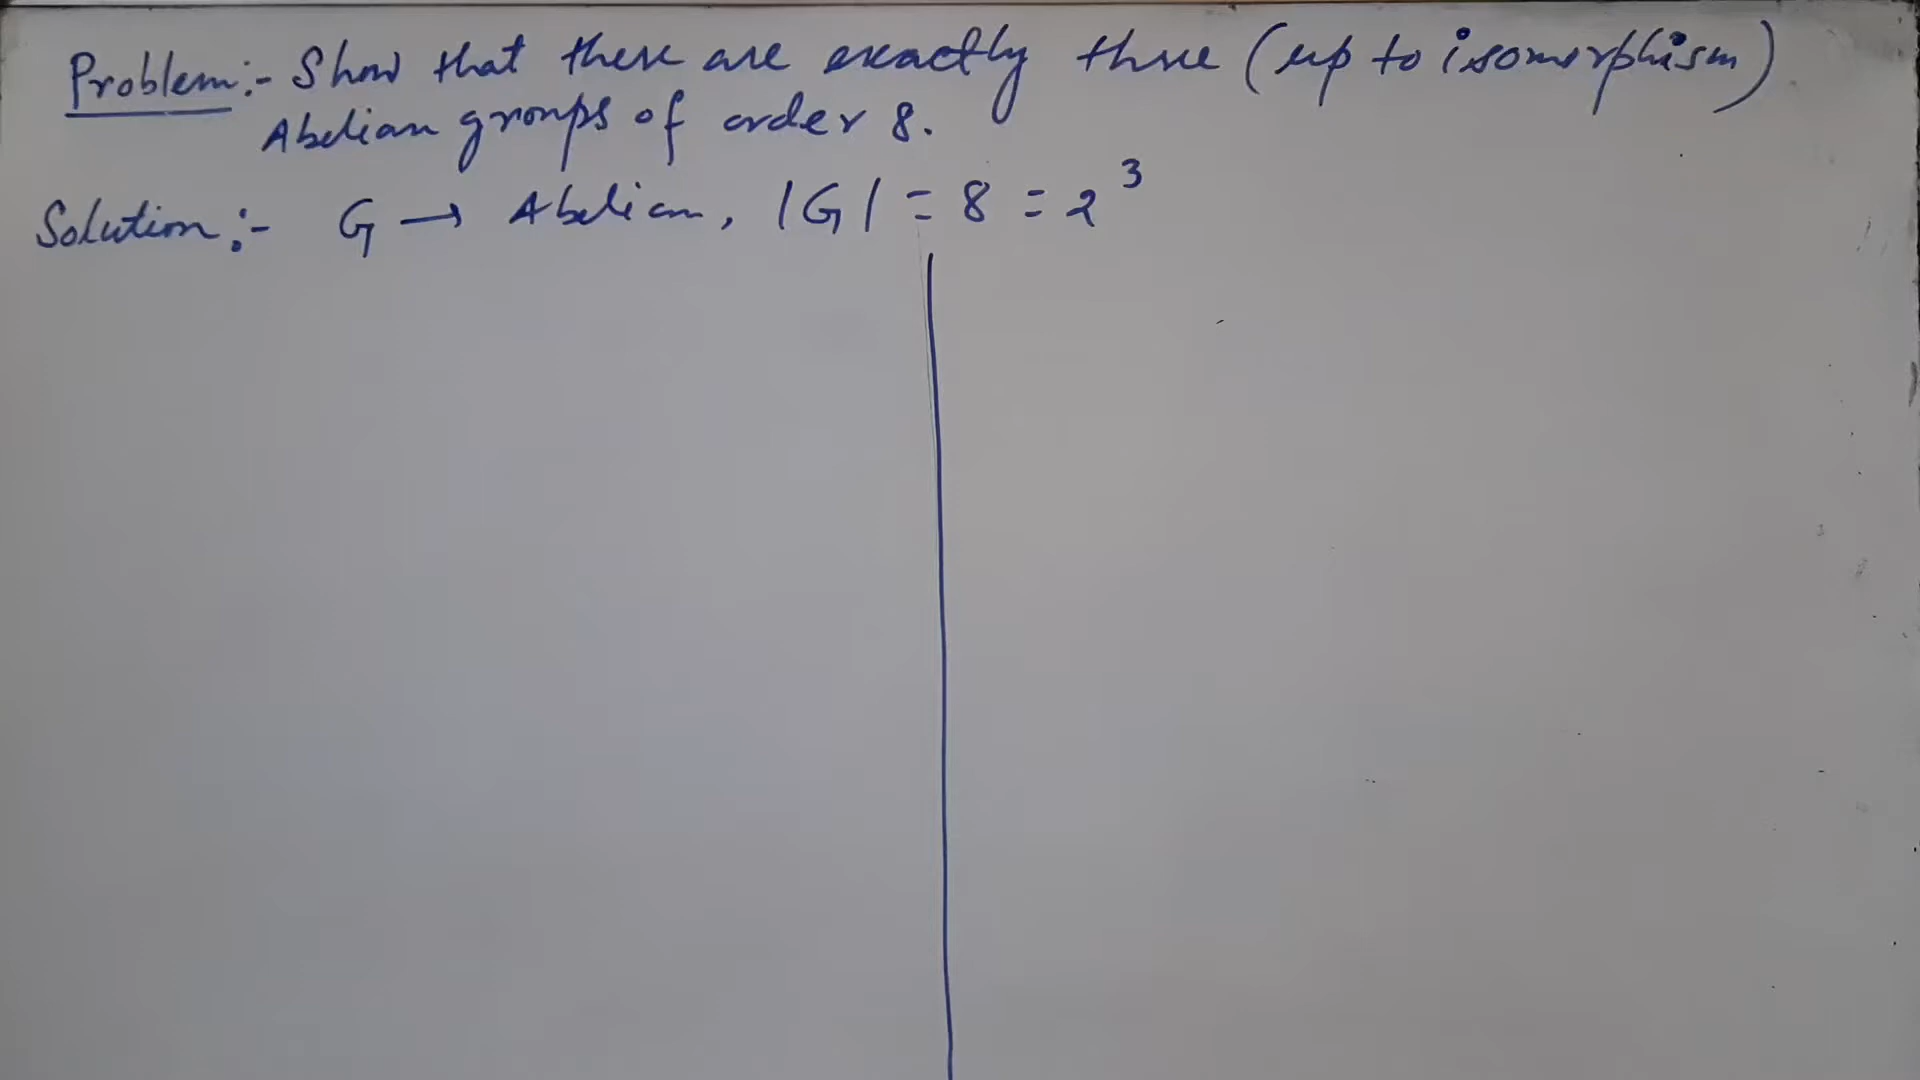 Problem:- Show that there are exactly three (up to isomorphism)
Abelian groups of order 8.
Solution:- G → Abelian, |G| = 8 = 2³